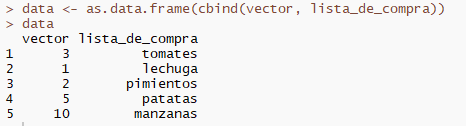 > data <- as.data.frame(cbind(vector, lista_de_compra))
> data
  vector lista_de_compra
1      3         tomates
2      1         lechuga
3      2       pimientos
4      5         patatas
5     10        manzanas